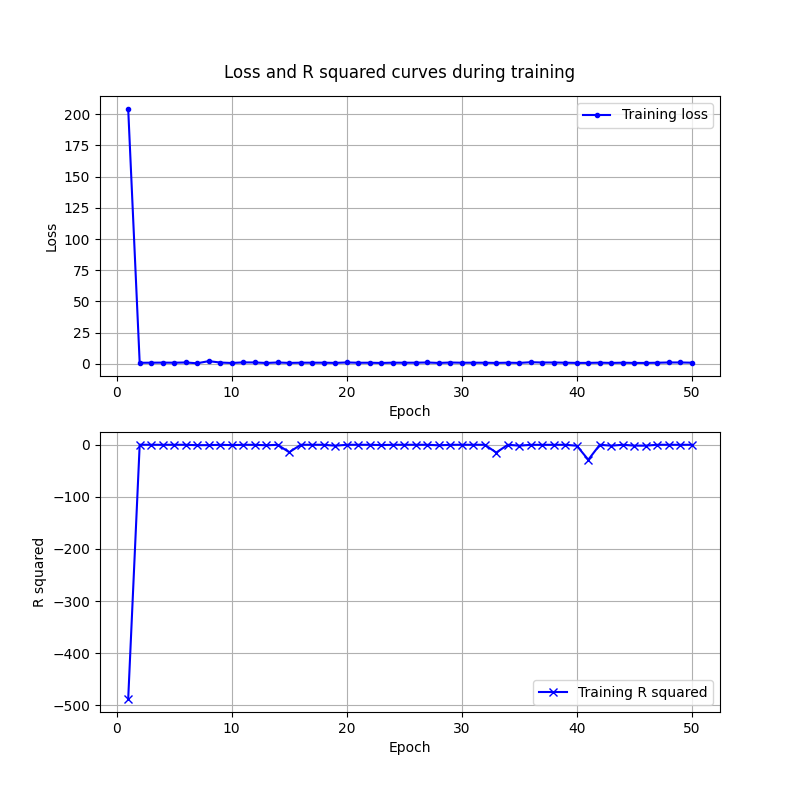 Loss and R squared curves during training
200
175
150
125
100
75
50
25
0
Loss
Training loss
0 10 20 30 40 50
Epoch
0
−100
−200
−300
−400
−500
R squared
Training R squared
0 10 20 30 40 50
Epoch